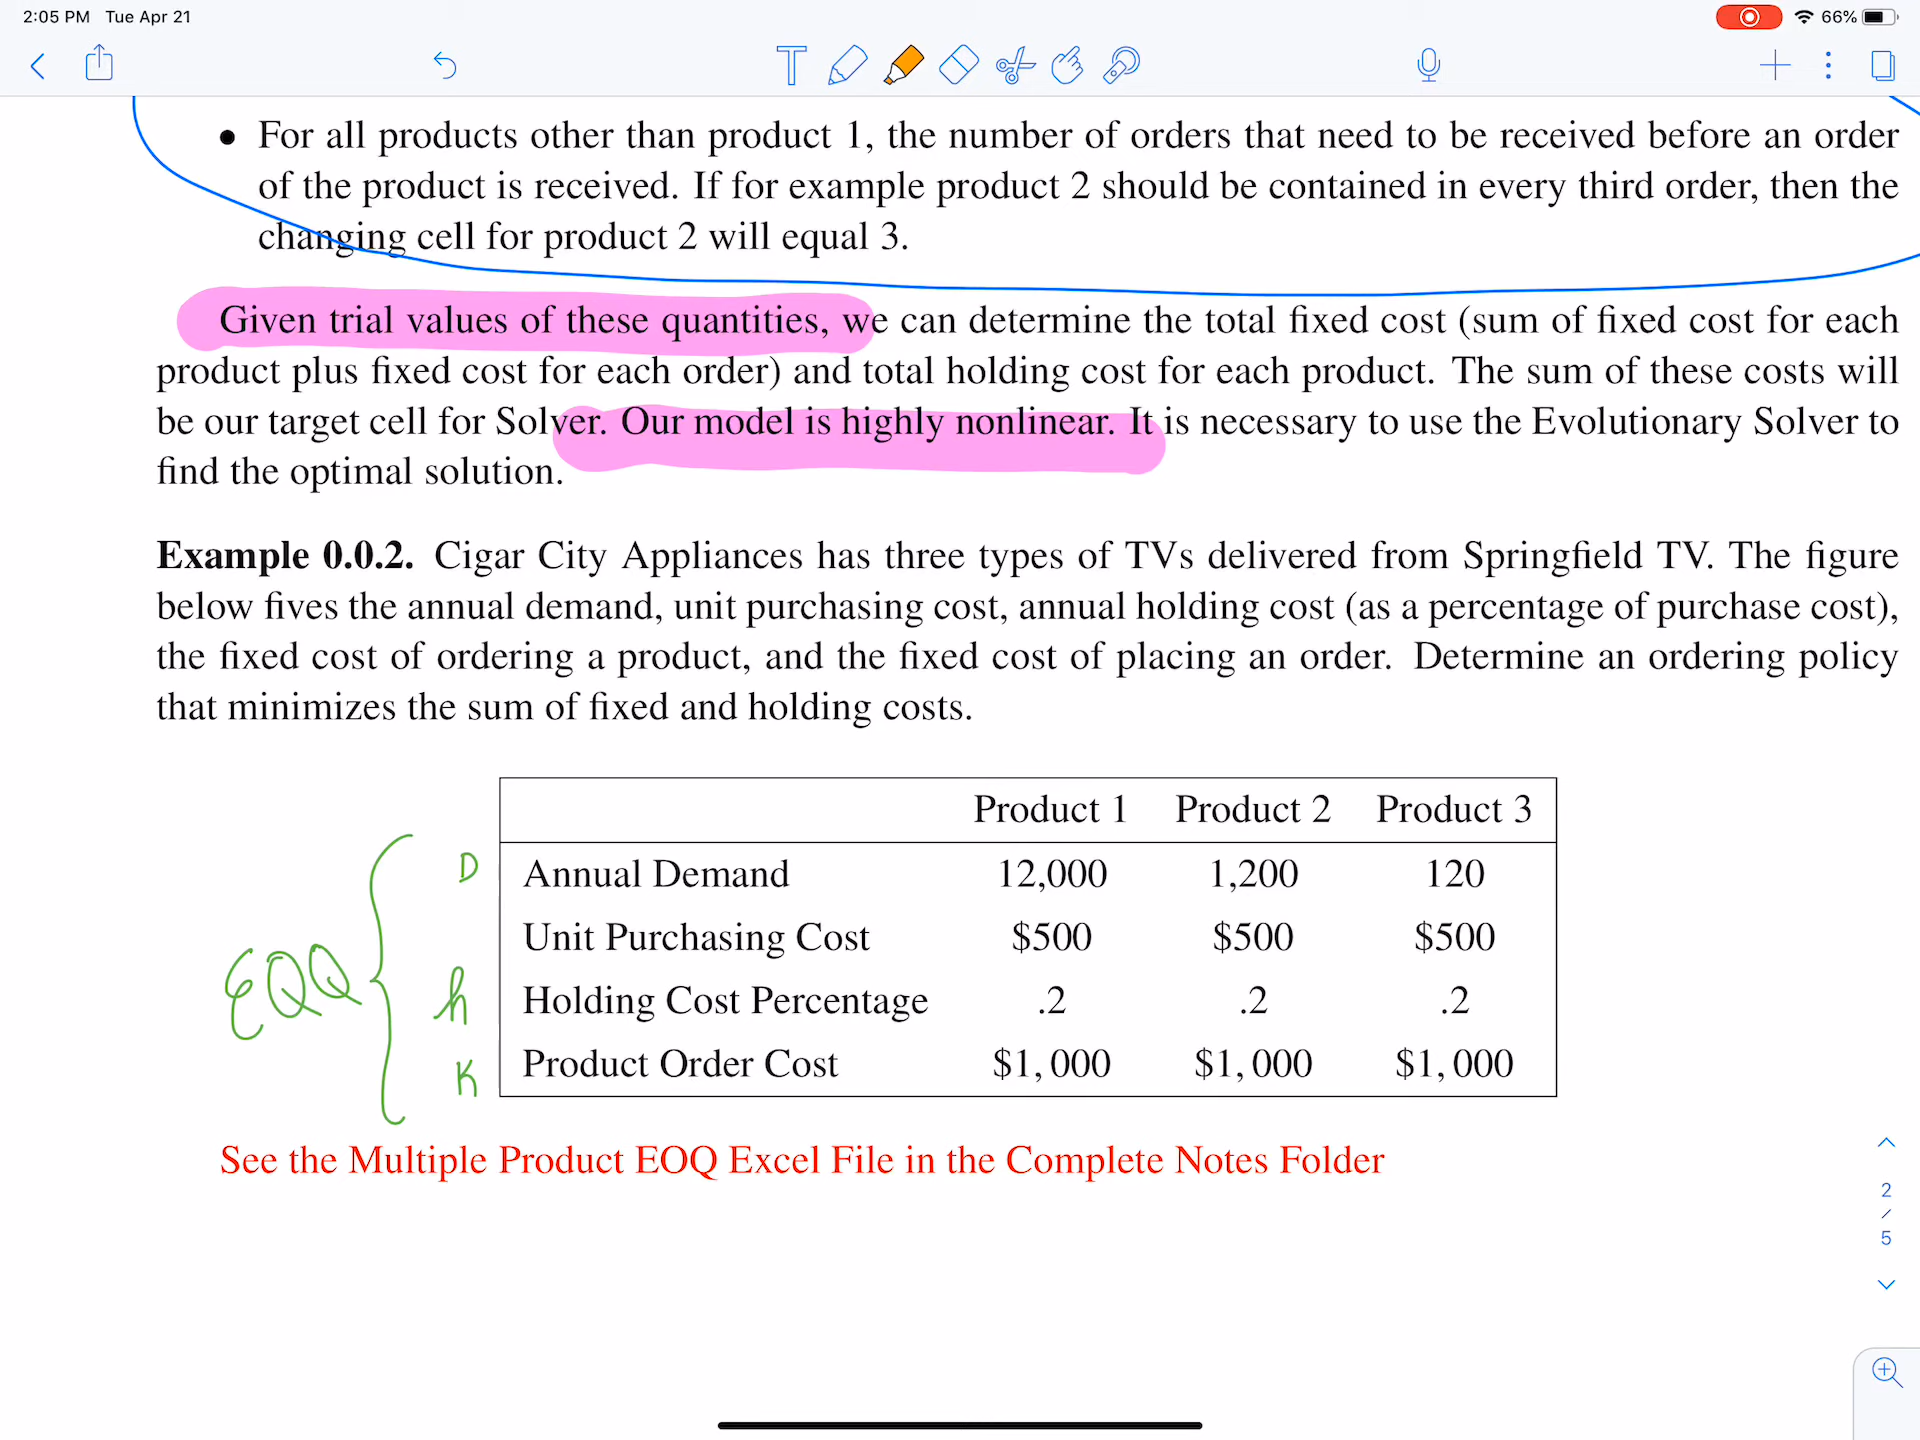 2:05 PM Tue Apr 21
66%
• For all products other than product 1, the number of orders that need to be received before an order
of the product is received. If for example product 2 should be contained in every third order, then the
changing cell for product 2 will equal 3.
Given trial values of these quantities, we can determine the total fixed cost (sum of fixed cost for each
product plus fixed cost for each order) and total holding cost for each product. The sum of these costs will
be our target cell for Solver. Our model is highly nonlinear. It is necessary to use the Evolutionary Solver to
find the optimal solution.
Example 0.0.2. Cigar City Appliances has three types of TVs delivered from Springfield TV. The figure
below fives the annual demand, unit purchasing cost, annual holding cost (as a percentage of purchase cost),
the fixed cost of ordering a product, and the fixed cost of placing an order. Determine an ordering policy
that minimizes the sum of fixed and holding costs.
Product 1 Product 2 Product 3
D Annual Demand 12,000 1,200 120
Unit Purchasing Cost $500 $500 $500
EOQ h Holding Cost Percentage .2 .2 .2
K Product Order Cost $1,000 $1,000 $1,000
See the Multiple Product EOQ Excel File in the Complete Notes Folder
2
/
5